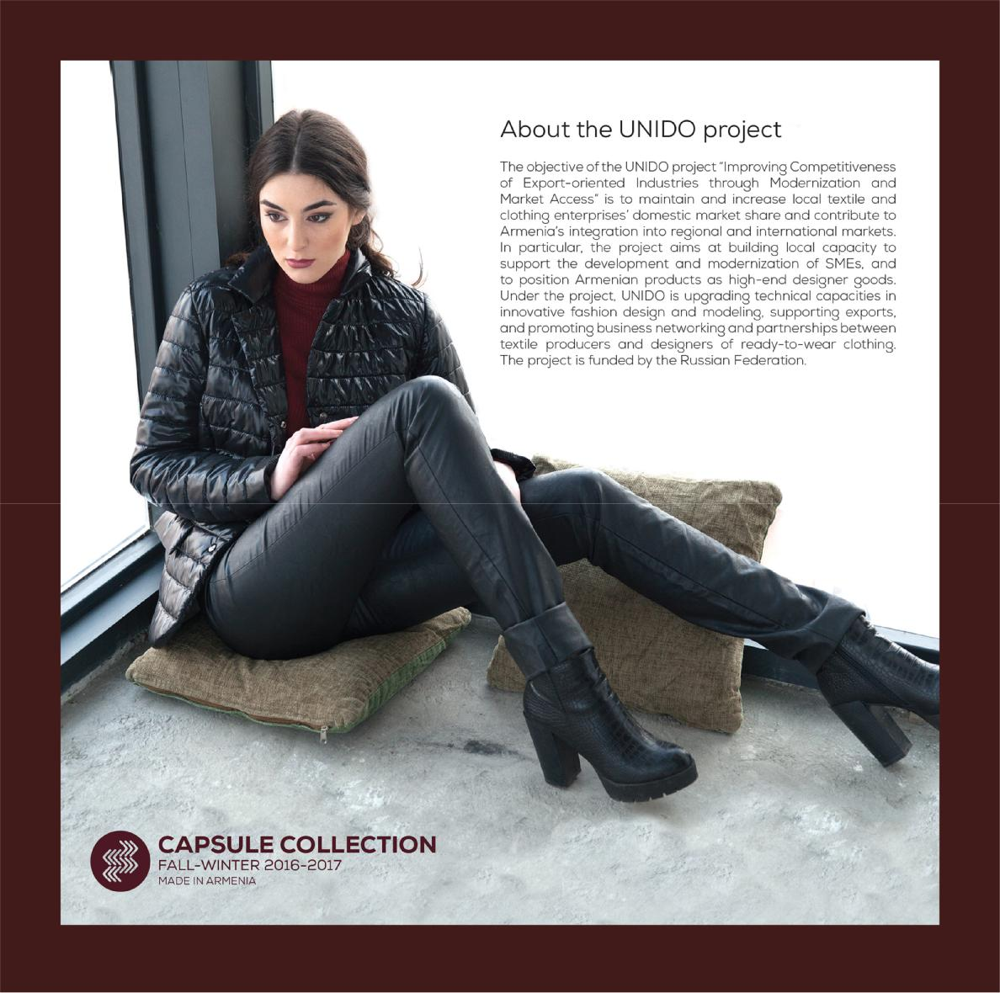 About the UNIDO project
The objective of the UNIDO project “Improving Competitiveness
of Export-oriented Industries through Modernization and
Market Access” is to maintain and increase local textile and
clothing enterprises’ domestic market share and contribute to
Armenia’s integration into regional and international markets.
In particular, the project aims at building local capacity to
support the development and modernization of SMEs, and
to position Armenian products as high-end designer goods.
Under the project, UNIDO is upgrading technical capacities in
innovative fashion design and modeling, supporting exports,
and promoting business networking and partnerships between
textile producers and designers of ready-to-wear clothing.
The project is funded by the Russian Federation.
CAPSULE COLLECTION
FALL-WINTER 2016-2017
MADE IN ARMENIA